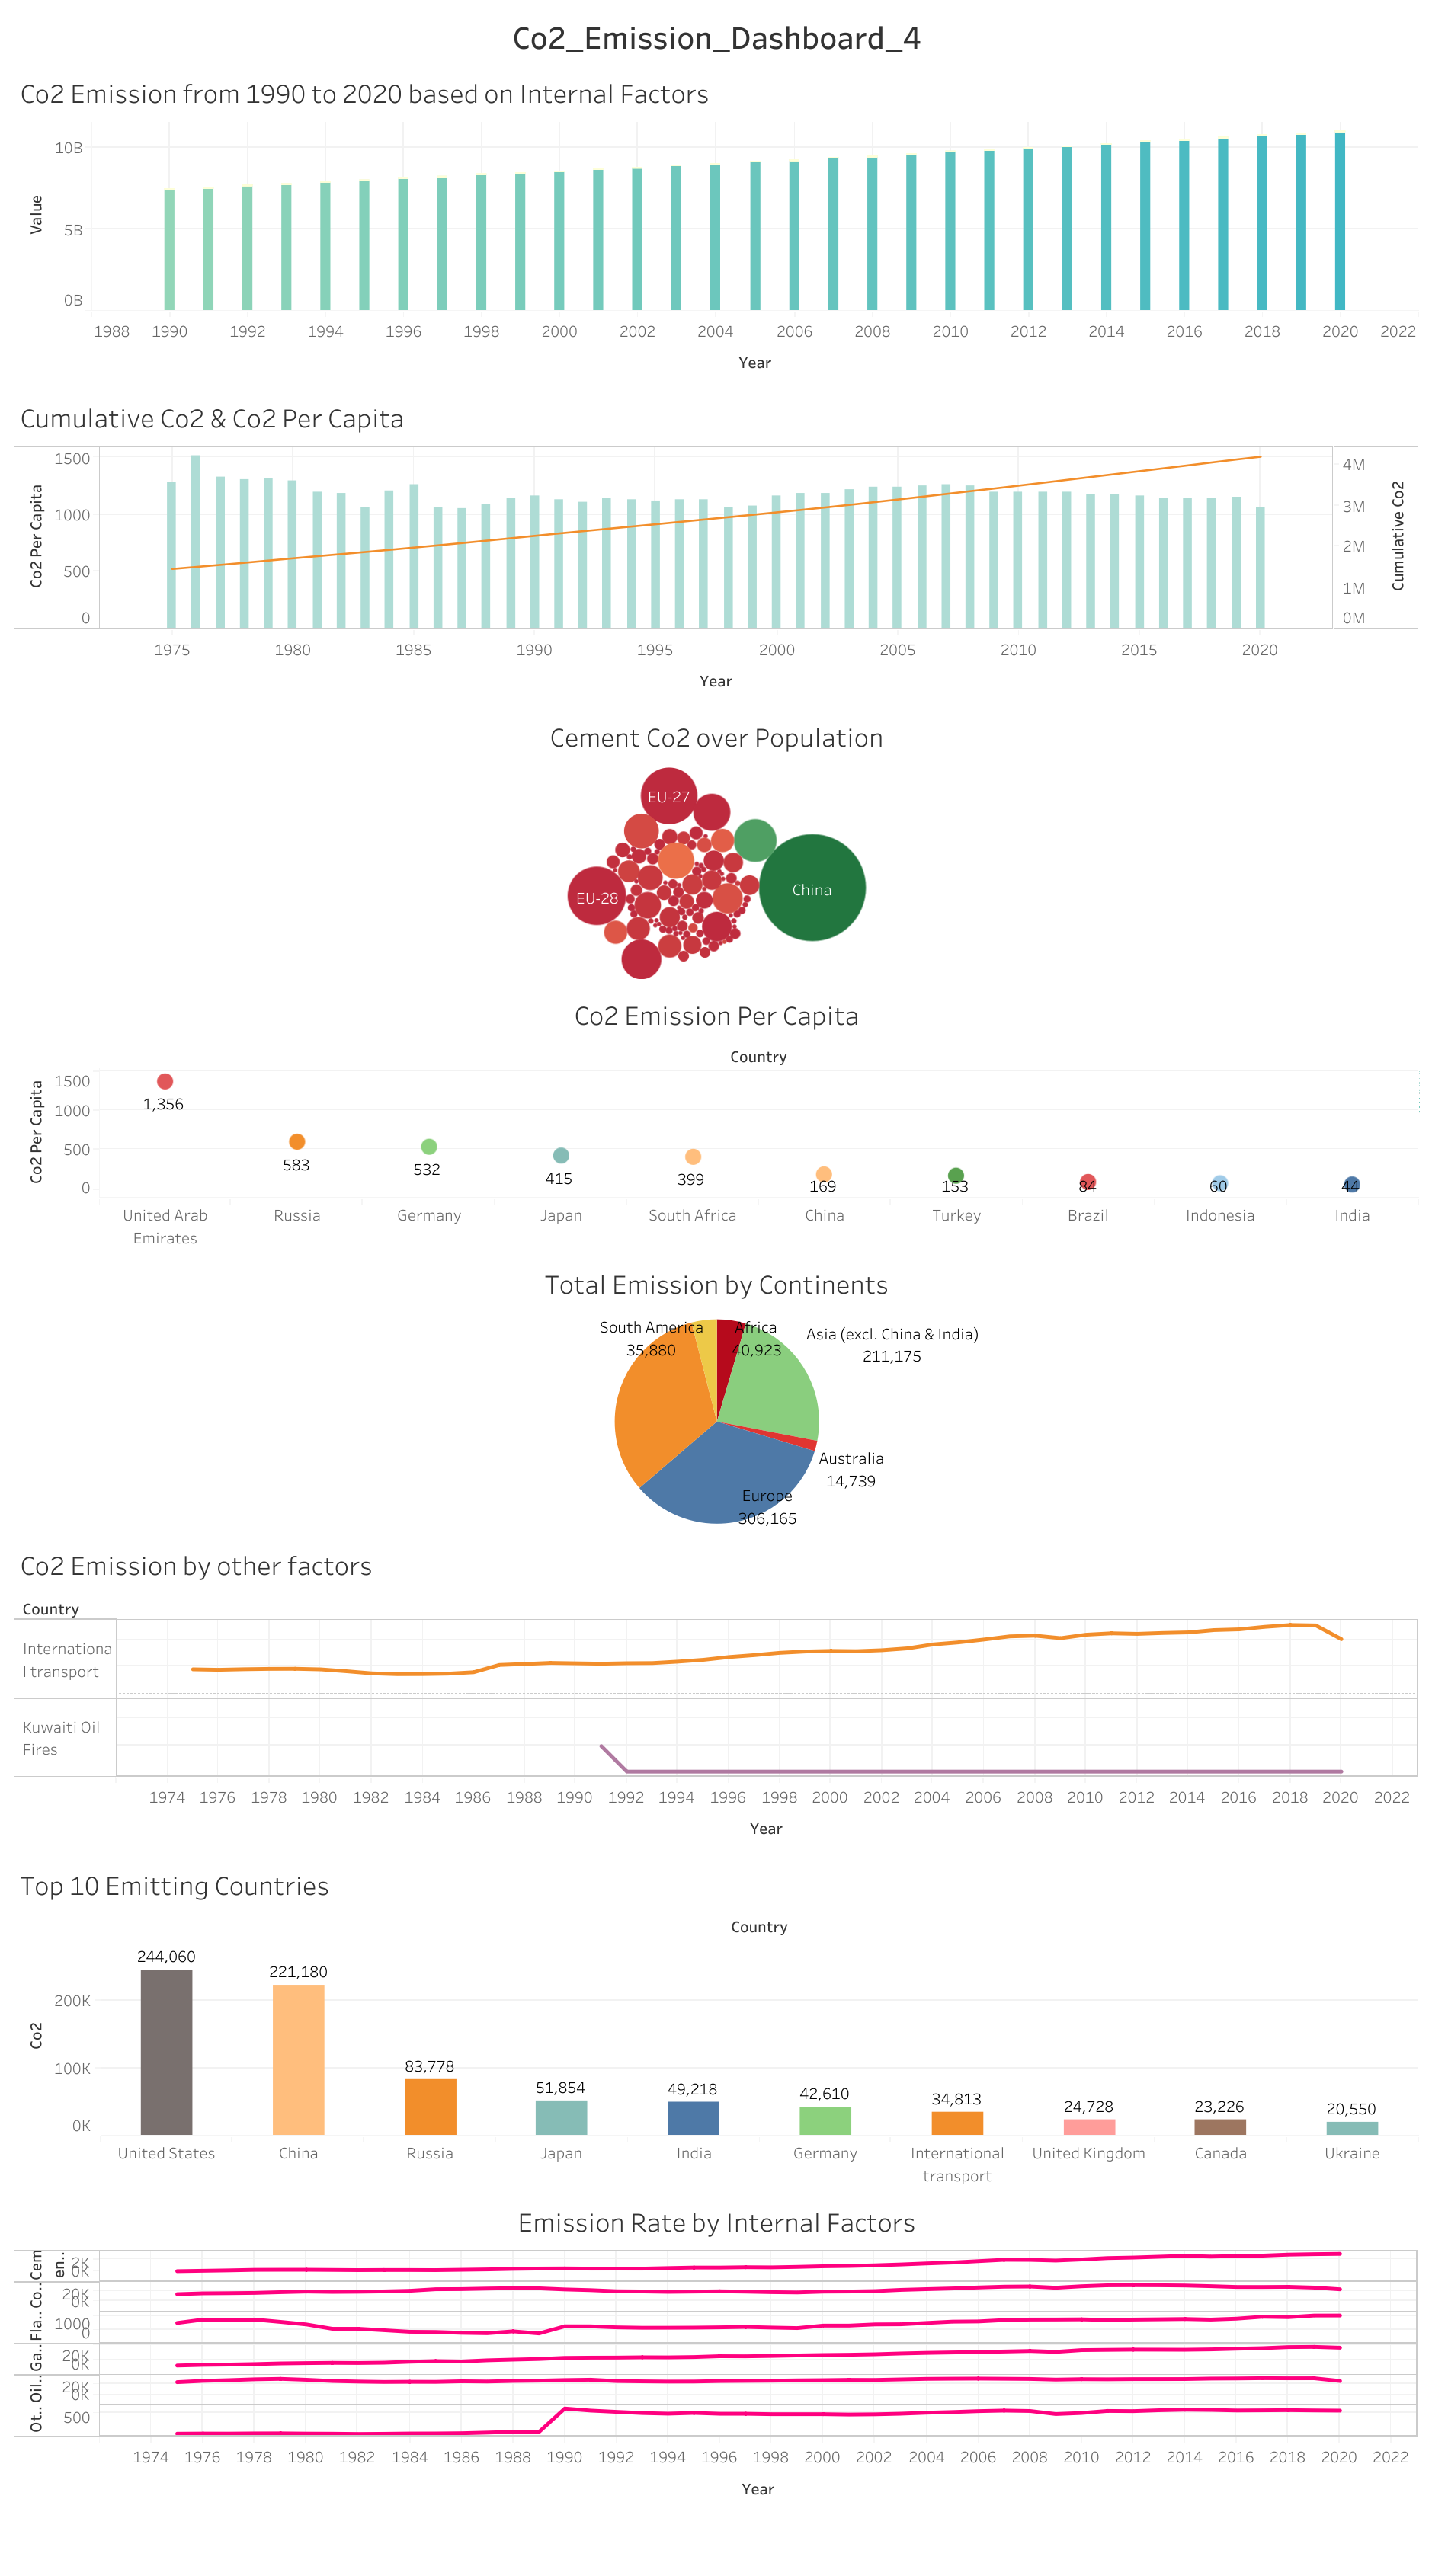 Co2_Emission_Dashboard_4
Co2 Emission from 1990 to 2020 based on Internal Factors
10B
5B
0B
Value
1988 1990 1992 1994 1996 1998 2000 2002 2004 2006 2008 2010 2012 2014 2016 2018 2020 2022
Year
Cumulative Co2 & Co2 Per Capita
1500
1000
500
0
Co2 Per Capita
4M
3M
2M
1M
0M
Cumulative Co2
1975 1980 1985 1990 1995 2000 2005 2010 2015 2020
Year
Cement Co2 over Population
EU-27
China
EU-28
Co2 Emission Per Capita
Country
1500
1000
500
0
Co2 Per Capita
1,356
583
532
415
399
169
153
84
60
44
United Arab Emirates Russia Germany Japan South Africa China Turkey Brazil Indonesia India
Total Emission by Continents
South America
35,880
Africa
40,923
Asia (excl. China & India)
211,175
Australia
14,739
Europe
306,165
Co2 Emission by other factors
Country
Internationa
l transport
Kuwaiti Oil
Fires
1974 1976 1978 1980 1982 1984 1986 1988 1990 1992 1994 1996 1998 2000 2002 2004 2006 2008 2010 2012 2014 2016 2018 2020 2022
Year
Top 10 Emitting Countries
Country
200K
100K
0K
Co2
244,060
221,180
83,778
51,854
49,218
42,610
34,813
24,728
23,226
20,550
United States China Russia Japan India Germany International transport United Kingdom Canada Ukraine
Emission Rate by Internal Factors
Cem
en..
2K
0K
Co..
20K
0K
Fla..
1000
0
Ga..
20K
0K
Oil..
20K
0K
Ot..
500
1974 1976 1978 1980 1982 1984 1986 1988 1990 1992 1994 1996 1998 2000 2002 2004 2006 2008 2010 2012 2014 2016 2018 2020 2022
Year